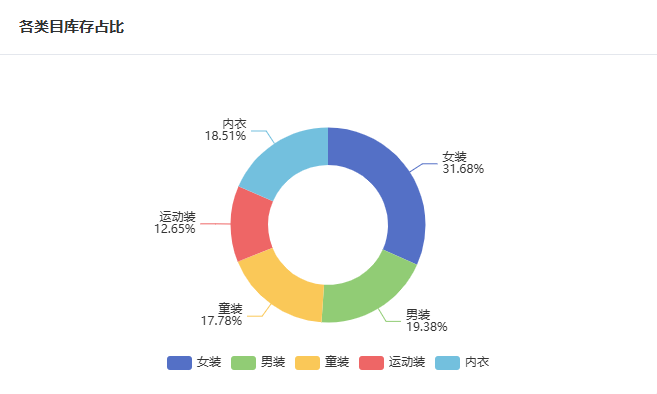 各类目库存占比
内衣
18.51%
女装
31.68%
运动装
12.65%
童装
17.78%
男装
19.38%
女装
男装
童装
运动装
内衣